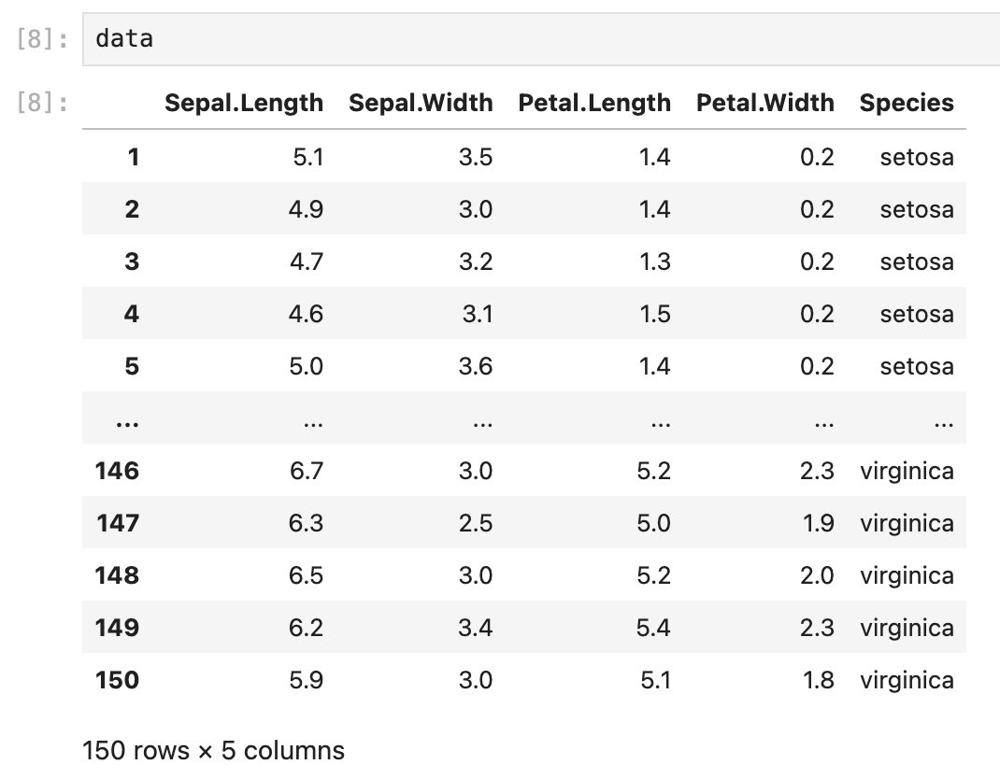 [8]: data
[8]: Sepal.Length Sepal.Width Petal.Length Petal.Width Species
1 5.1 3.5 1.4 0.2 setosa
2 4.9 3.0 1.4 0.2 setosa
3 4.7 3.2 1.3 0.2 setosa
4 4.6 3.1 1.5 0.2 setosa
5 5.0 3.6 1.4 0.2 setosa
... ... ... ... ... ...
146 6.7 3.0 5.2 2.3 virginica
147 6.3 2.5 5.0 1.9 virginica
148 6.5 3.0 5.2 2.0 virginica
149 6.2 3.4 5.4 2.3 virginica
150 5.9 3.0 5.1 1.8 virginica
150 rows × 5 columns